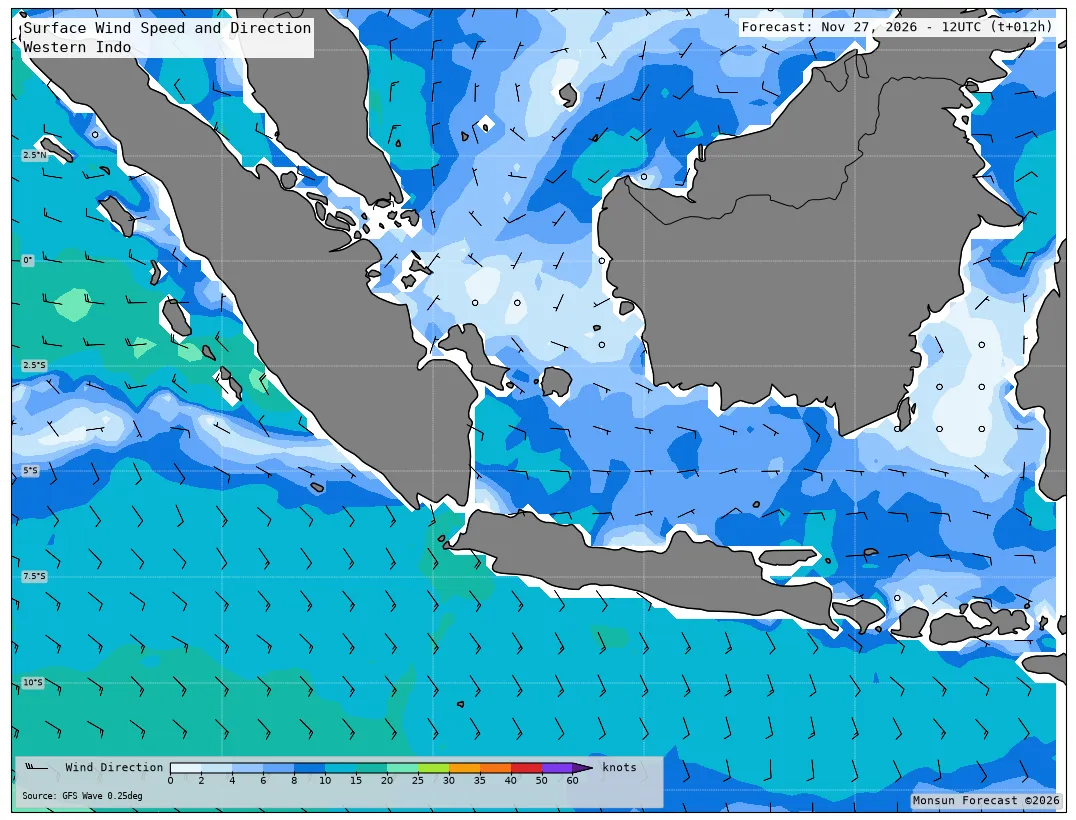 Surface Wind Speed and Direction
Western Indo
Forecast: Nov 27, 2026 - 12UTC (t+012h)
2.5°N
0°
2.5°S
5°S
7.5°S
10°S
Wind Direction
0 2 4 6 8 10 15 20 25 30 35 40 50 60
knots
Source: GFS Wave 0.25deg
Monsun Forecast ©2026